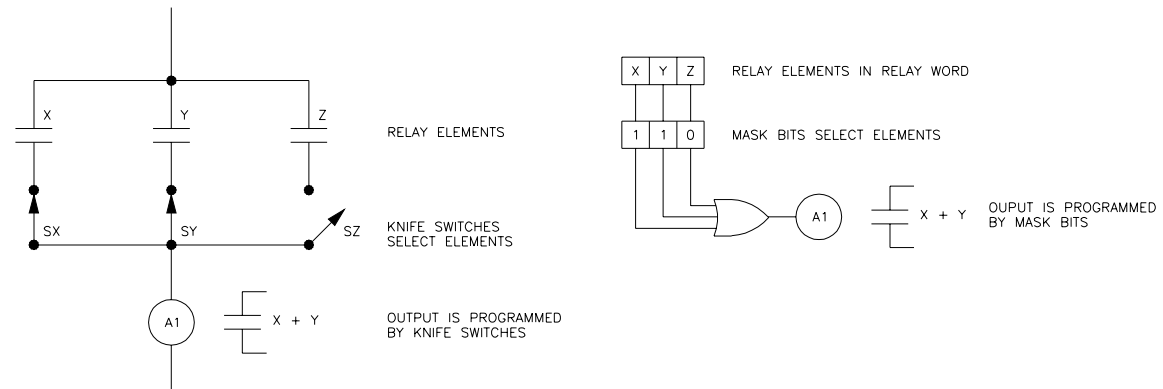 X
Y
Z
RELAY ELEMENTS
SX
SY
SZ
KNIFE SWITCHES
SELECT ELEMENTS
A1
X + Y
OUTPUT IS PROGRAMMED
BY KNIFE SWITCHES
X Y Z
RELAY ELEMENTS IN RELAY WORD
1 1 0
MASK BITS SELECT ELEMENTS
A1
X + Y
OUPUT IS PROGRAMMED
BY MASK BITS